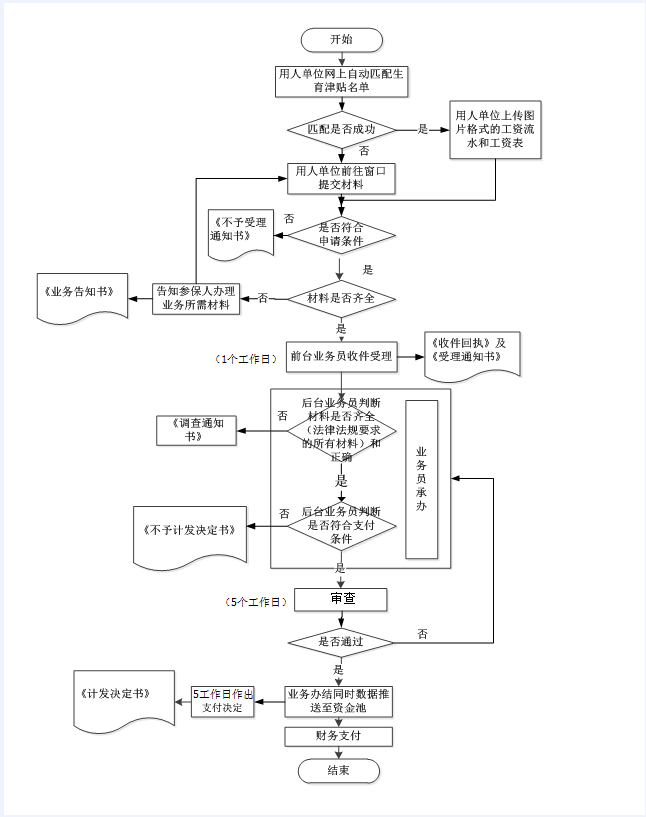 开始
用人单位网上自动匹配生
育津贴名单
匹配是否成功
是
用人单位上传图
片格式的工资流
水和工资表
否
用人单位前往窗口
提交材料
《不予受理
通知书》
否
是否符合
申请条件
是
《业务告知书》
告知参保人办理
业务所需材料
否
材料是否齐全
是
（1个工作日）
前台业务员收件受理
《收件回执》及
《受理通知书》
后台业务员判断
材料是否齐全
（法律法规要求
的所有材料）和
正确
否
《调查通知
书》
业
务
员
承
办
是
《不予计发决定书》
否
后台业务员判断
是否符合支付
条件
是
（5个工作日）
审查
是否通过
否
是
《计发决定书》
5工作日作出
支付决定
业务办结同时数据推
送至资金池
财务支付
结束